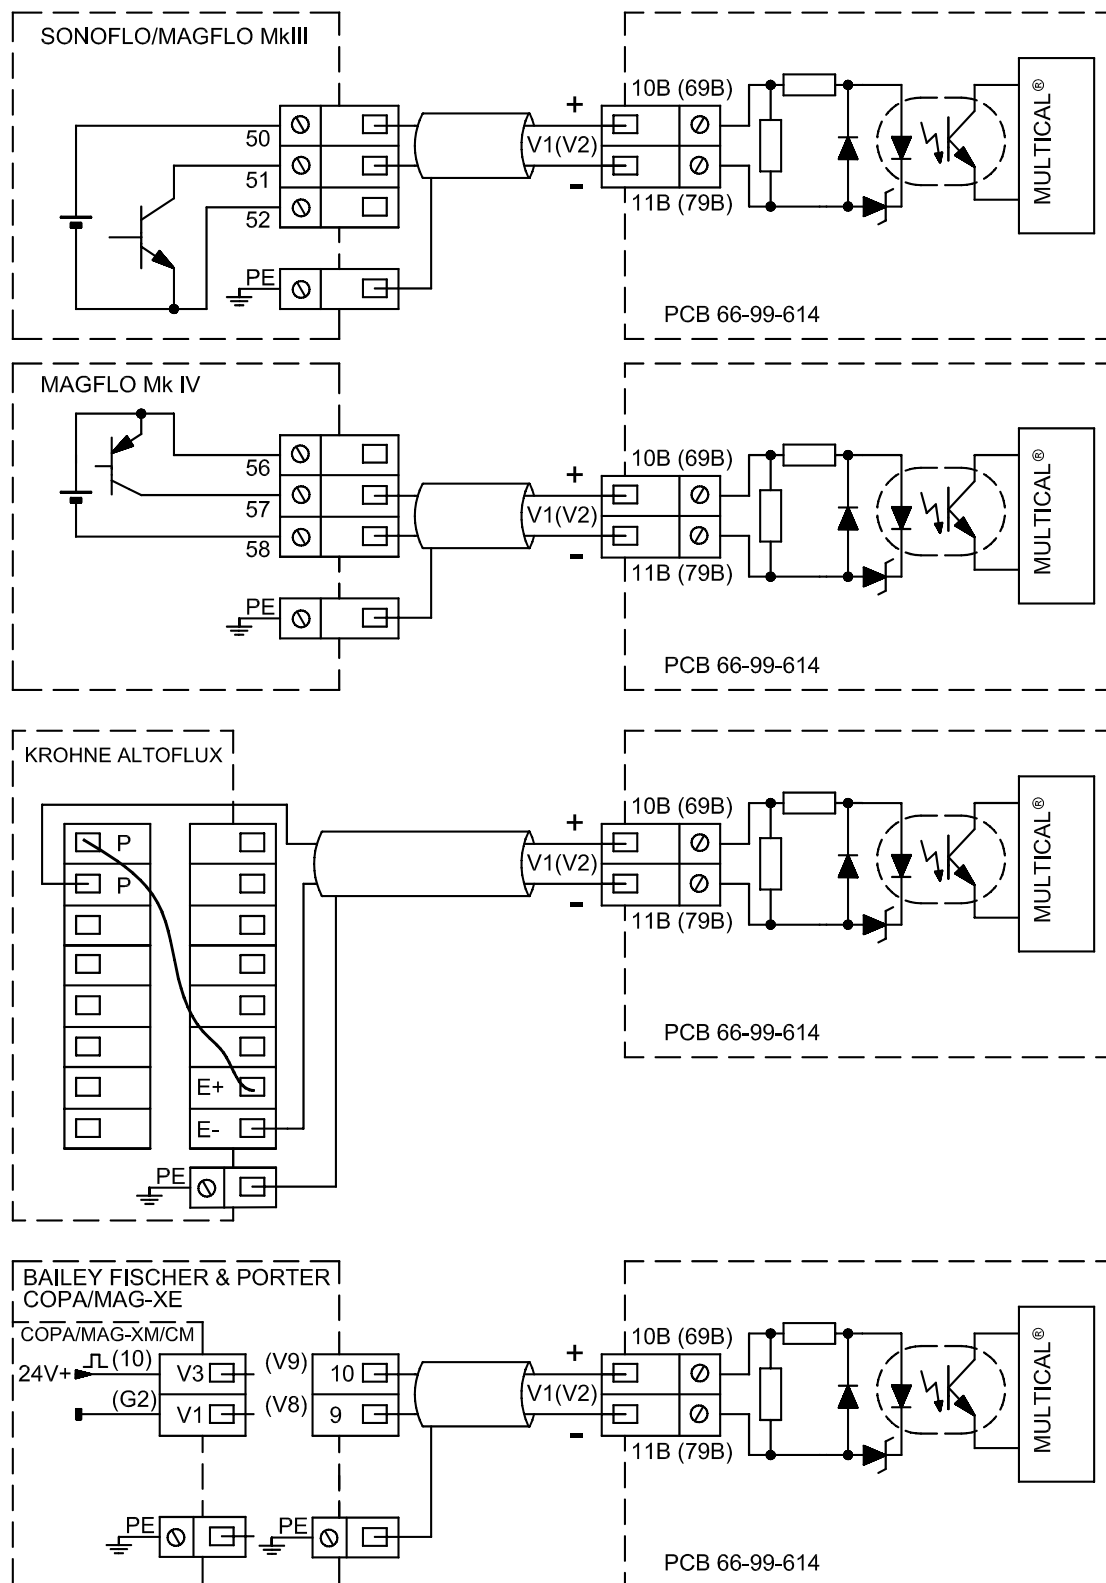 SONOFLO/MAGFLO MkIII
50
51
52
PE
+
V1(V2)
-
10B (69B)
11B (79B)
MULTICAL®
PCB 66-99-614
MAGFLO Mk IV
56
57
58
PE
+
V1(V2)
-
10B (69B)
11B (79B)
MULTICAL®
PCB 66-99-614
KROHNE ALTOFLUX
P
P
E+
E-
PE
+
V1(V2)
-
10B (69B)
11B (79B)
MULTICAL®
PCB 66-99-614
BAILEY FISCHER & PORTER
COPA/MAG-XE
COPA/MAG-XM/CM
24V+ (10) V3 (V9) 10
(G2) V1 (V8) 9
PE
PE
+
V1(V2)
-
10B (69B)
11B (79B)
MULTICAL®
PCB 66-99-614